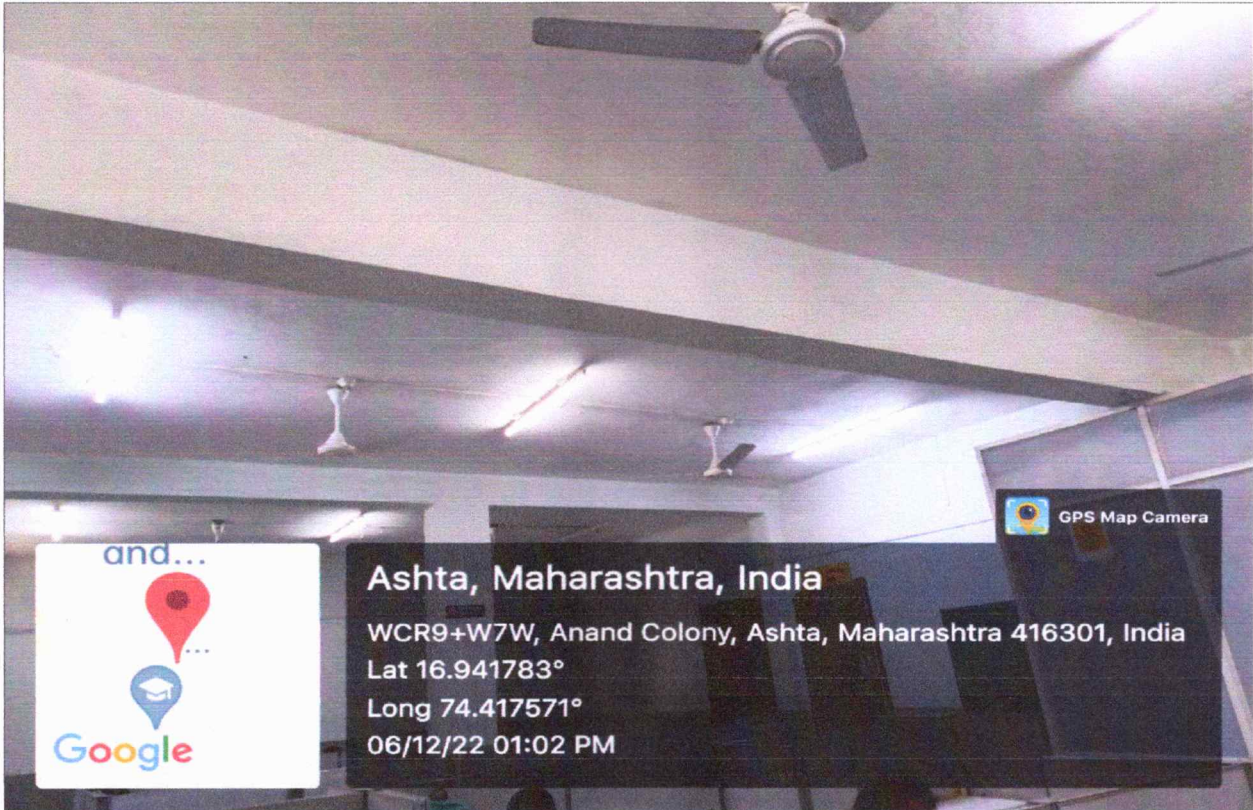 GPS Map Camera
and...
...
Google
Ashta, Maharashtra, India
WCR9+W7W, Anand Colony, Ashta, Maharashtra 416301, India
Lat 16.941783°
Long 74.417571°
06/12/22 01:02 PM